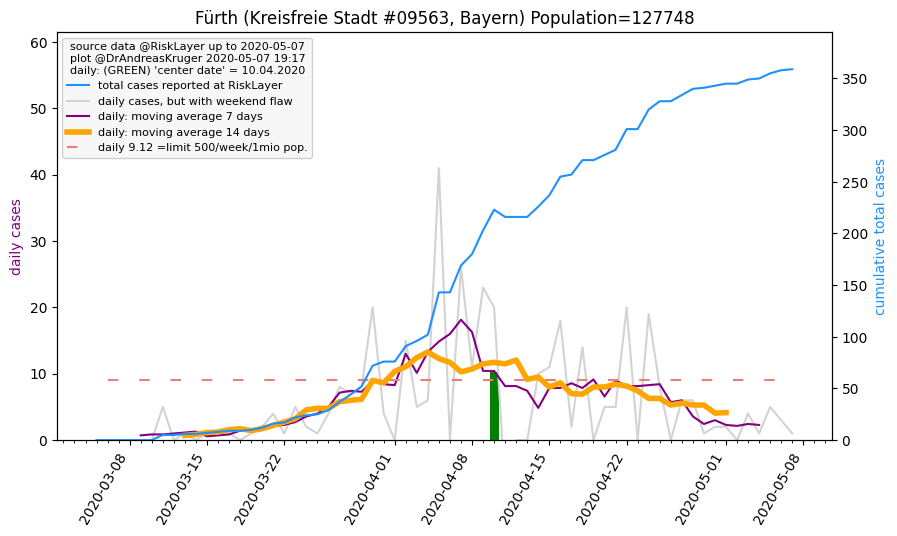 Fürth (Kreisfreie Stadt #09563, Bayern) Population=127748
source data @RiskLayer up to 2020-05-07
plot @DrAndreasKruger 2020-05-07 19:17
daily: (GREEN) 'center date' = 10.04.2020
total cases reported at RiskLayer
daily cases, but with weekend flaw
daily: moving average 7 days
daily: moving average 14 days
daily 9.12 =limit 500/week/1mio pop.
daily cases
60
50
40
30
20
10
0
cumulative total cases
350
300
250
200
150
100
50
0
2020-03-08
2020-03-15
2020-03-22
2020-04-01
2020-04-08
2020-04-15
2020-04-22
2020-05-01
2020-05-08